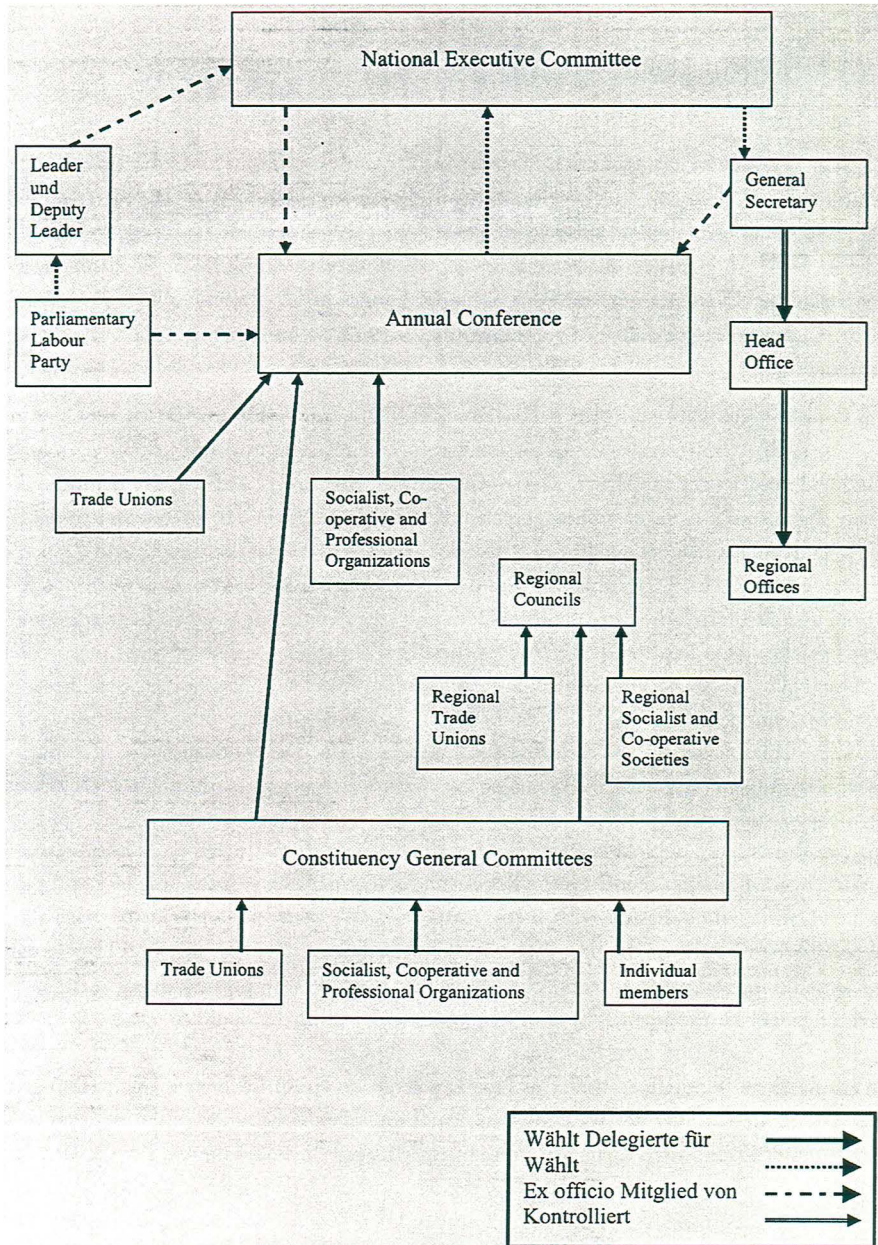 National Executive Committee
Leader
und
Deputy
Leader
General
Secretary
Parliamentary
Labour
Party
Annual Conference
Head
Office
Trade Unions
Socialist, Co-
operative and
Professional
Organizations
Regional
Councils
Regional
Offices
Regional
Trade
Unions
Regional
Socialist and
Co-operative
Societies
Constituency General Committees
Trade Unions
Socialist, Cooperative and
Professional Organizations
Individual
members
Wählt Delegierte für
Wählt
Ex officio Mitglied von
Kontrolliert